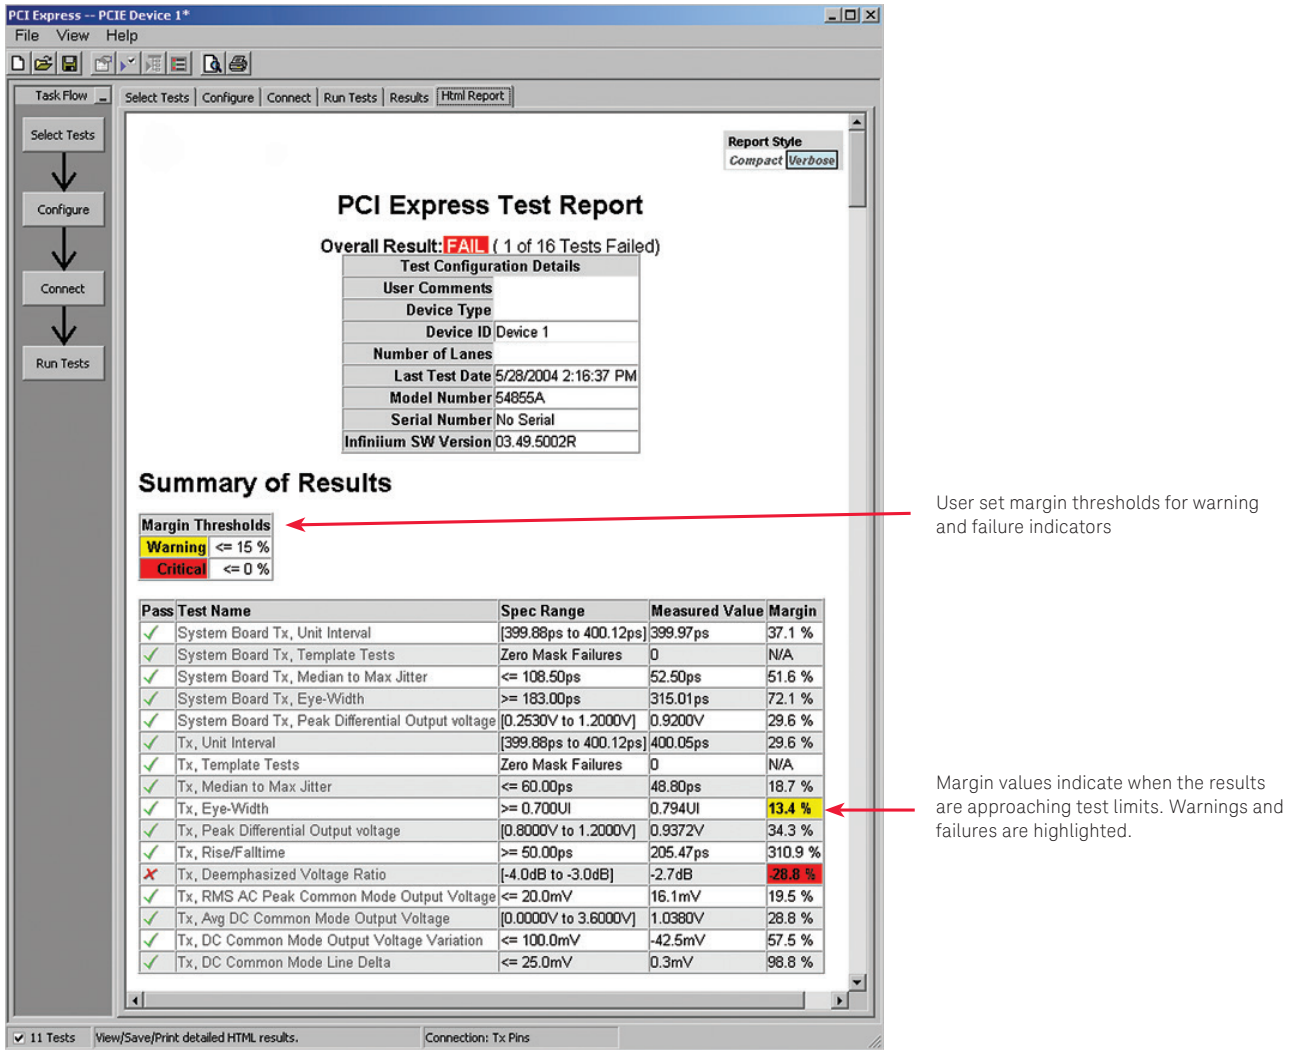 PCI Express -- PCIE Device 1*
File View Help
Task Flow
Select Tests
Configure
Connect
Run Tests
Select Tests Configure Connect Run Tests Results Html Report
Report Style
Compact Verbose
PCI Express Test Report
Overall Result: FAIL ( 1 of 16 Tests Failed)
Test Configuration Details
User Comments
Device Type
Device ID Device 1
Number of Lanes
Last Test Date 5/28/2004 2:16:37 PM
Model Number 54855A
Serial Number No Serial
Infiniium SW Version 03.49.5002R
Summary of Results
Margin Thresholds
Warning <= 15 %
Critical <= 0 %
Pass Test Name Spec Range Measured Value Margin
System Board Tx, Unit Interval [399.88ps to 400.12ps] 399.97ps 37.1 %
System Board Tx, Template Tests Zero Mask Failures 0 N/A
System Board Tx, Median to Max Jitter <= 108.50ps 52.50ps 51.6 %
System Board Tx, Eye-Width >= 183.00ps 315.01ps 72.1 %
System Board Tx, Peak Differential Output voltage [0.2530V to 1.2000V] 0.9200V 29.6 %
Tx, Unit Interval [399.88ps to 400.12ps] 400.05ps 29.6 %
Tx, Template Tests Zero Mask Failures 0 N/A
Tx, Median to Max Jitter <= 60.00ps 48.80ps 18.7 %
Tx, Eye-Width >= 0.700UI 0.794UI 13.4 %
Tx, Peak Differential Output voltage [0.8000V to 1.2000V] 0.9372V 34.3 %
Tx, Rise/Falltime >= 50.00ps 205.47ps 310.9 %
Tx, Deemphasized Voltage Ratio [-4.0dB to -3.0dB] -2.7dB -28.8 %
Tx, RMS AC Peak Common Mode Output Voltage <= 20.0mV 16.1mV 19.5 %
Tx, Avg DC Common Mode Output Voltage [0.0000V to 3.6000V] 1.0380V 28.8 %
Tx, DC Common Mode Output Voltage Variation <= 100.0mV -42.5mV 57.5 %
Tx, DC Common Mode Line Delta <= 25.0mV 0.3mV 98.8 %
11 Tests View/Save/Print detailed HTML results. Connection: Tx Pins
User set margin thresholds for warning
and failure indicators
Margin values indicate when the results
are approaching test limits. Warnings and
failures are highlighted.